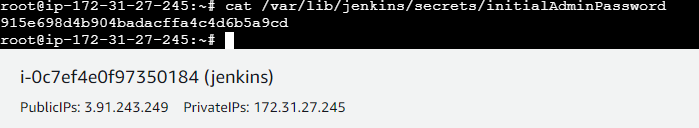 root@ip-172-31-27-245:~# cat /var/lib/jenkins/secrets/initialAdminPassword
915e698d4b904badacffa4c4d6b5a9cd
root@ip-172-31-27-245:~#
i-0c7ef4e0f97350184 (jenkins)
PublicIPs: 3.91.243.249 PrivateIPs: 172.31.27.245